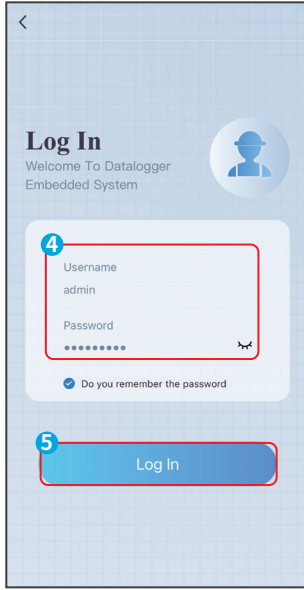 Log In
Welcome To Datalogger
Embedded System
4
Username
admin
Password
•••••••••
Do you remember the password
5
Log In